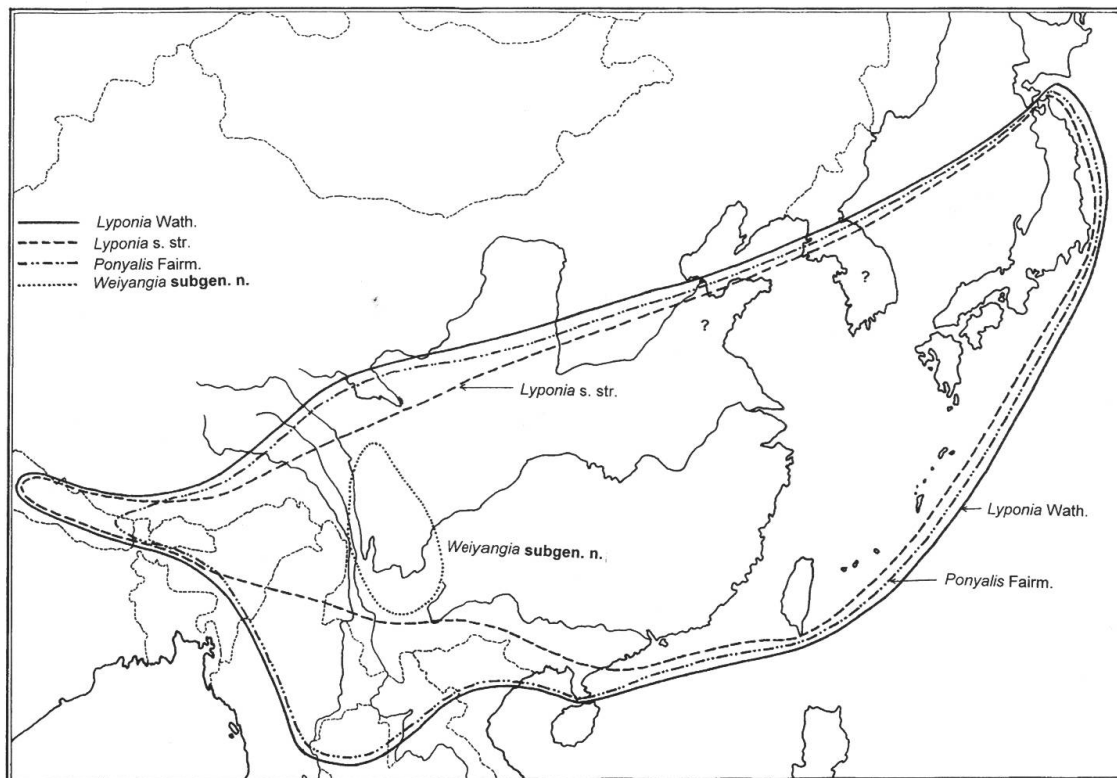 Lyponia Wath.
Lyponia s. str.
Ponyalis Fairm.
Weiyangia subgen. n.
?
?
Lyponia s. str.
Lyponia Wath.
Weiyangia subgen. n.
Ponyalis Fairm.